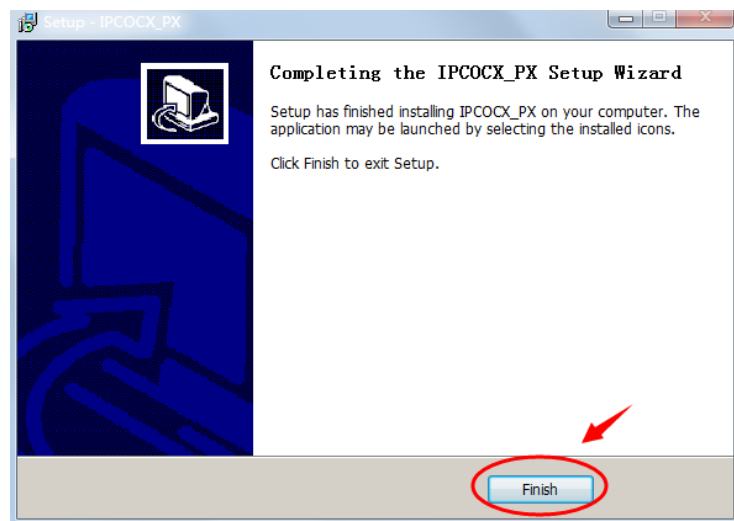 Setup - IPCOCX_PX
Completing the IPCOCX_PX Setup Wizard
Setup has finished installing IPCOCX_PX on your computer. The
application may be launched by selecting the installed icons.
Click Finish to exit Setup.
Finish